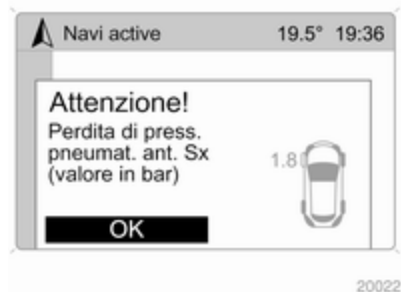 Navi active 19.5° 19:36
Attenzione!
Perdita di press.
pneumat. ant. Sx
(valore in bar)
1.8
OK
20022